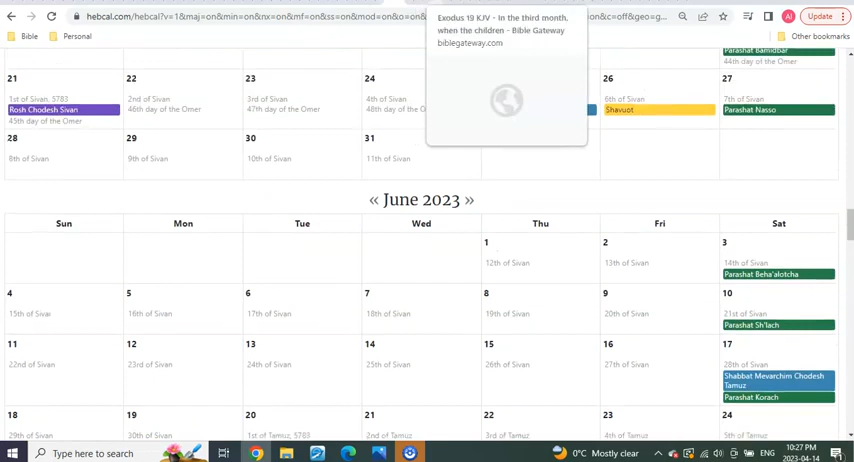 hebcal.com/hebcal?v=1&maj=on&min=on&nx=on&mf=on&ss=on&mod=on&o=on&
n&c=off&geo=g...
AI
Update
Bible
Personal
Other bookmarks
Exodus 19 KJV - In the third month,
when the children - Bible Gateway
biblegateway.com
Parashat Bamidbar
44th day of the Omer
21
22
23
24
26
27
1st of Sivan, 5783
2nd of Sivan
3rd of Sivan
4th of Sivan
6th of Sivan
7th of Sivan
Rosh Chodesh Sivan
46th day of the Omer
47th day of the Omer
48th day of the O
Shavuot
Parashat Nasso
45th day of the Omer
28
29
30
31
8th of Sivan
9th of Sivan
10th of Sivan
11th of Sivan
« June 2023 »
Sun
Mon
Tue
Wed
Thu
Fri
Sat
1
2
3
12th of Sivan
13th of Sivan
14th of Sivan
Parashat Beha'alotcha
4
5
6
7
8
9
10
15th of Sivan
16th of Sivan
17th of Sivan
18th of Sivan
19th of Sivan
20th of Sivan
21st of Sivan
Parashat Sh'lach
11
12
13
14
15
16
17
22nd of Sivan
23rd of Sivan
24th of Sivan
25th of Sivan
26th of Sivan
27th of Sivan
28th of Sivan
Shabbat Mevarchim Chodesh
Tamuz
Parashat Korach
18
19
20
21
22
23
24
29th of Sivan
30th of Sivan
1st of Tamuz, 5783
2nd of Tamuz
3rd of Tamuz
4th of Tamuz
5th of Tamuz
Type here to search
0°C Mostly clear
ENG
10:27 PM
2023-04-14